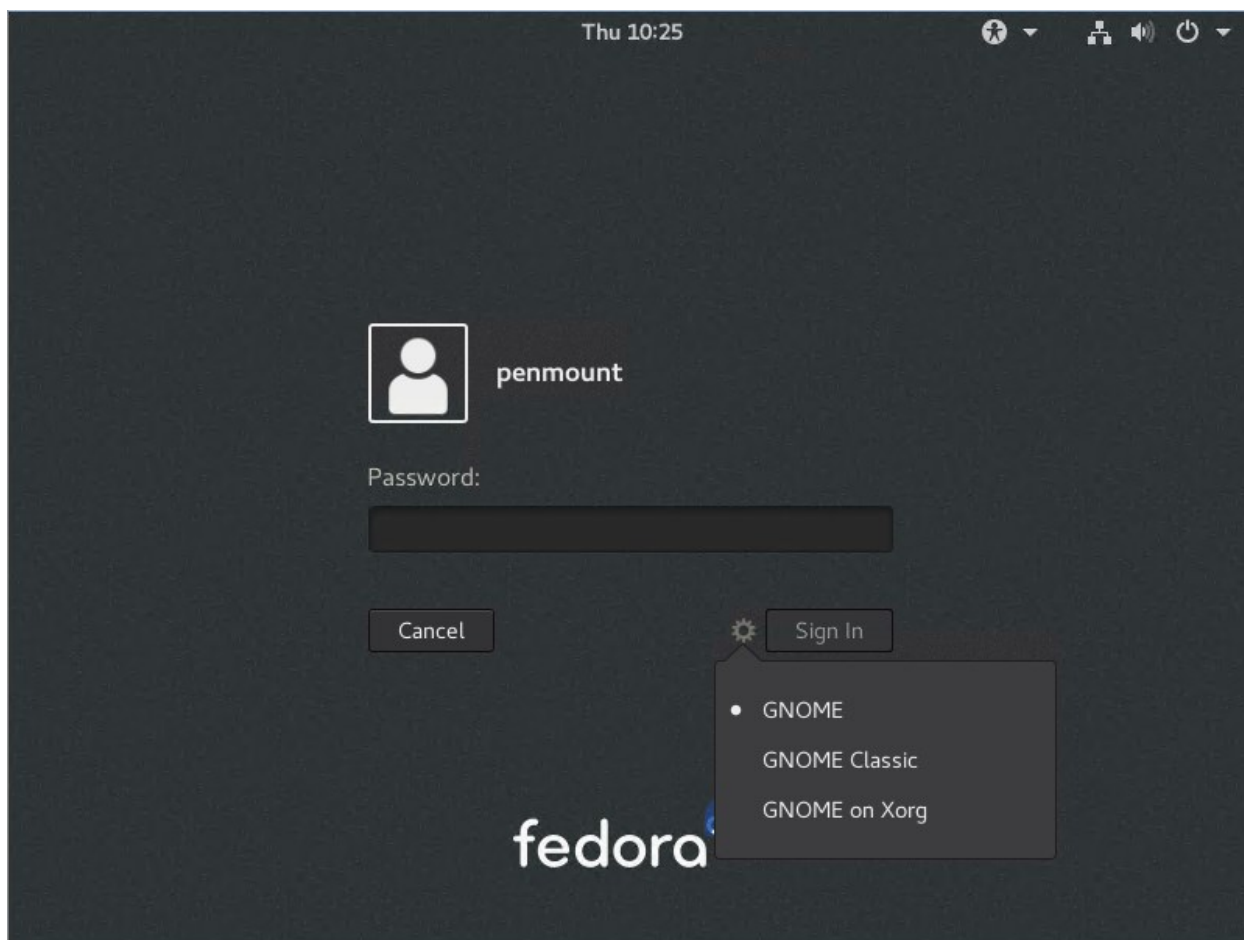 Thu 10:25
penmount
Password:
Cancel
Sign In
GNOME
GNOME Classic
GNOME on Xorg
fedora